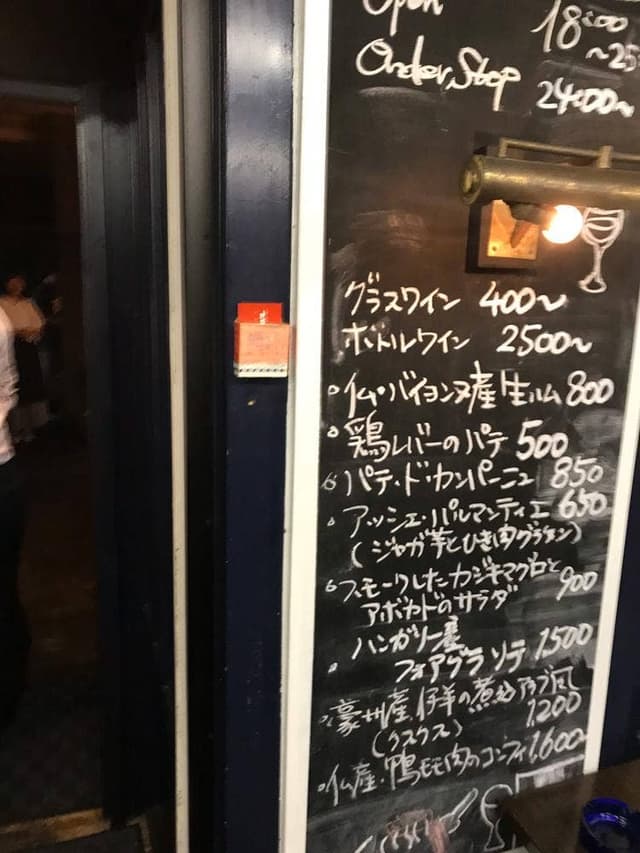 Open 18:00
～25
Order Stop 24:00～
グラスワイン 400～
ボトルワイン 2500～
仏・バイヨンヌ産生ハム 800
鶏レバーのパテ 500
パテ・ド・カンパーニュ 850
アッシェ・パルマンティエ 650
(ジャガ芋とひき肉グラタン)
スモークしたカジキマグロと
アボカドのサラダ 900
ハンガリー産
フォアグラ ソテー 1500
豪州産仔羊の煮込アラブ風
(クスクス) 1200
仏産・鴨モモ肉のコンフィ 1600